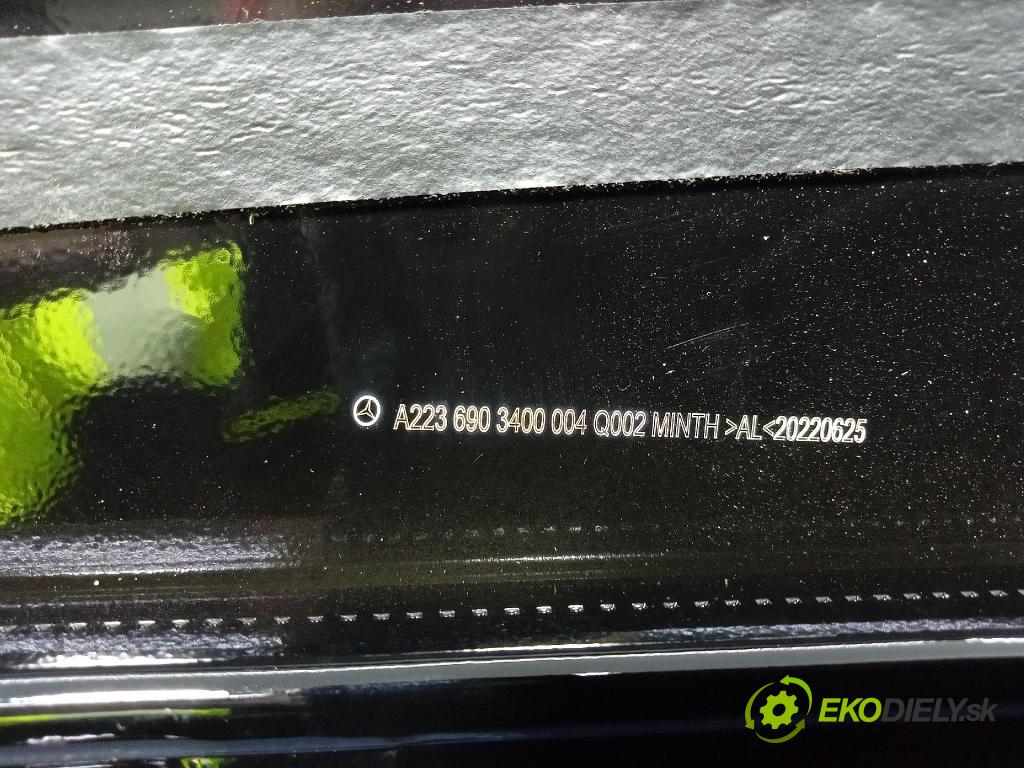 A223 690 3400 004 Q002 MINTH >AL<20220625
EKODIELY.sk